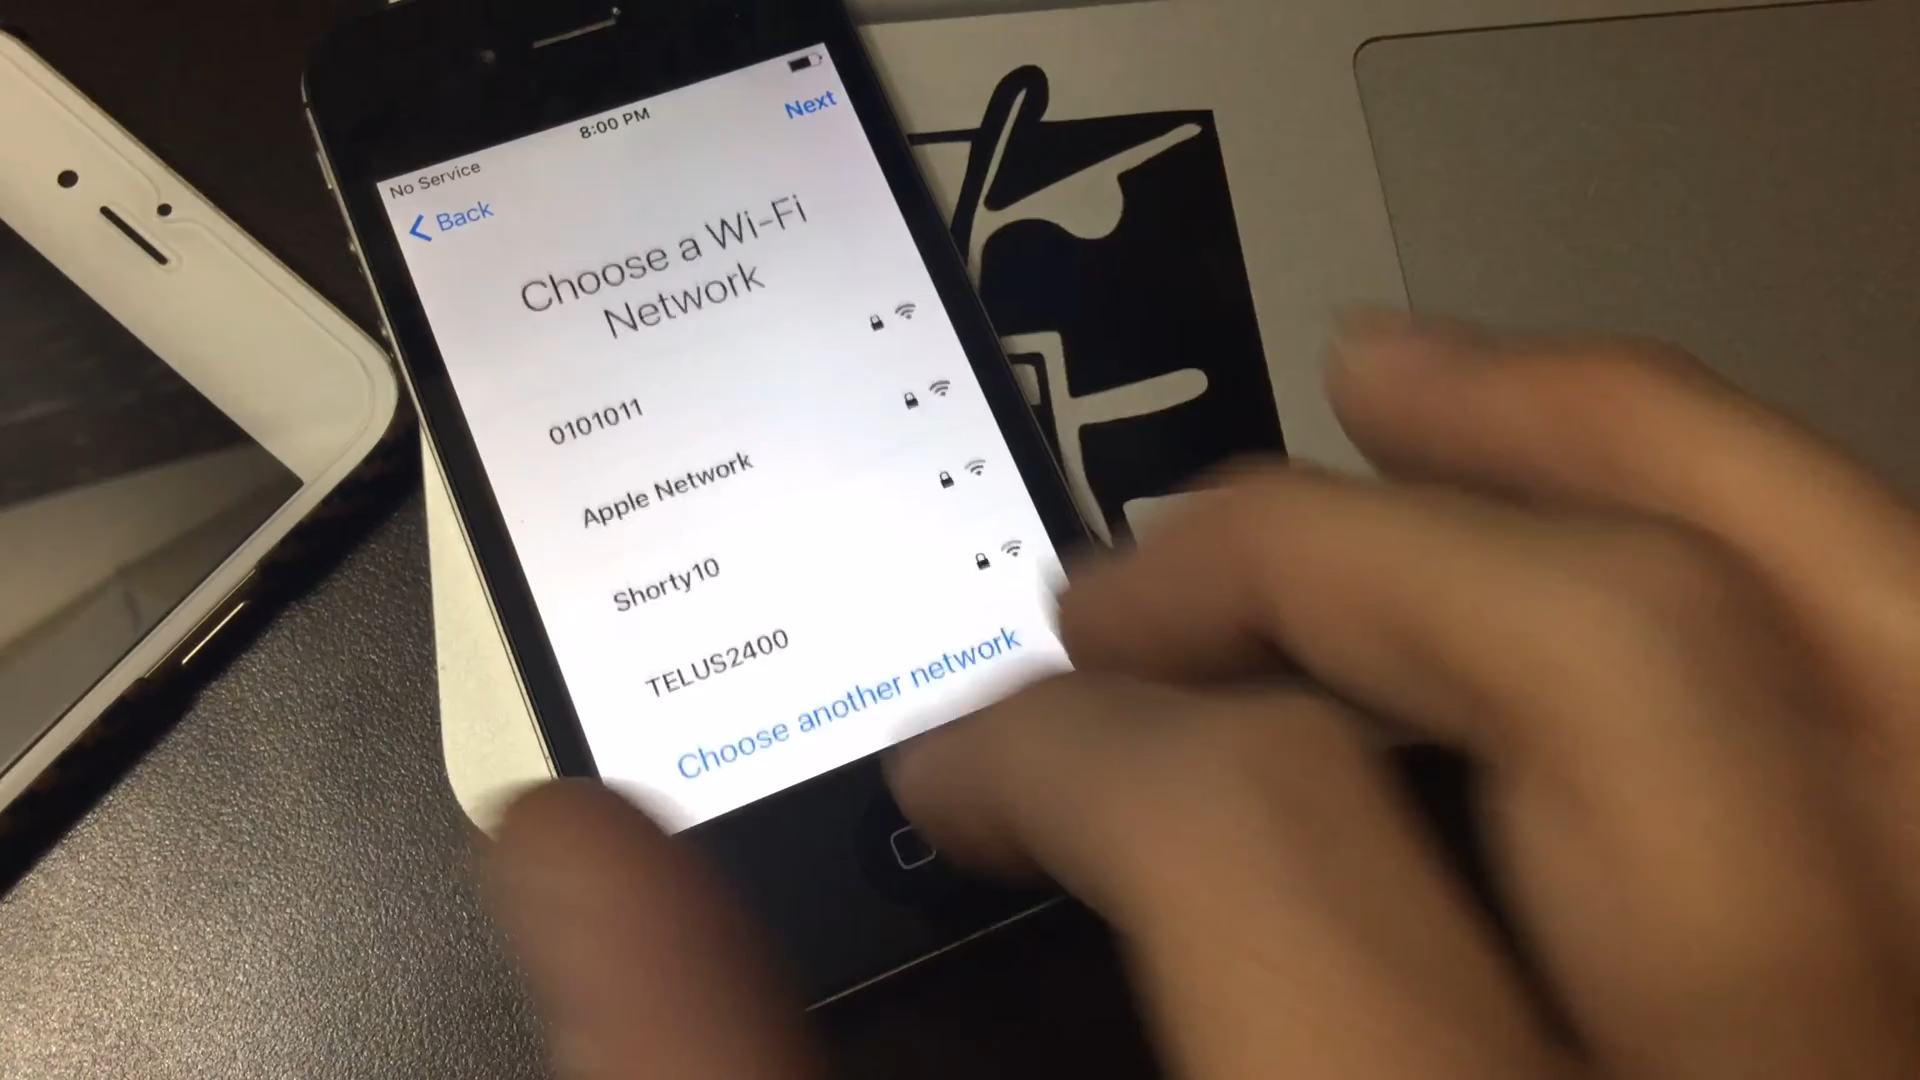 No Service
8:00 PM
Back
Next
Choose a Wi-Fi
Network
0101011
Apple Network
Shorty10
TELUS2400
Choose another network